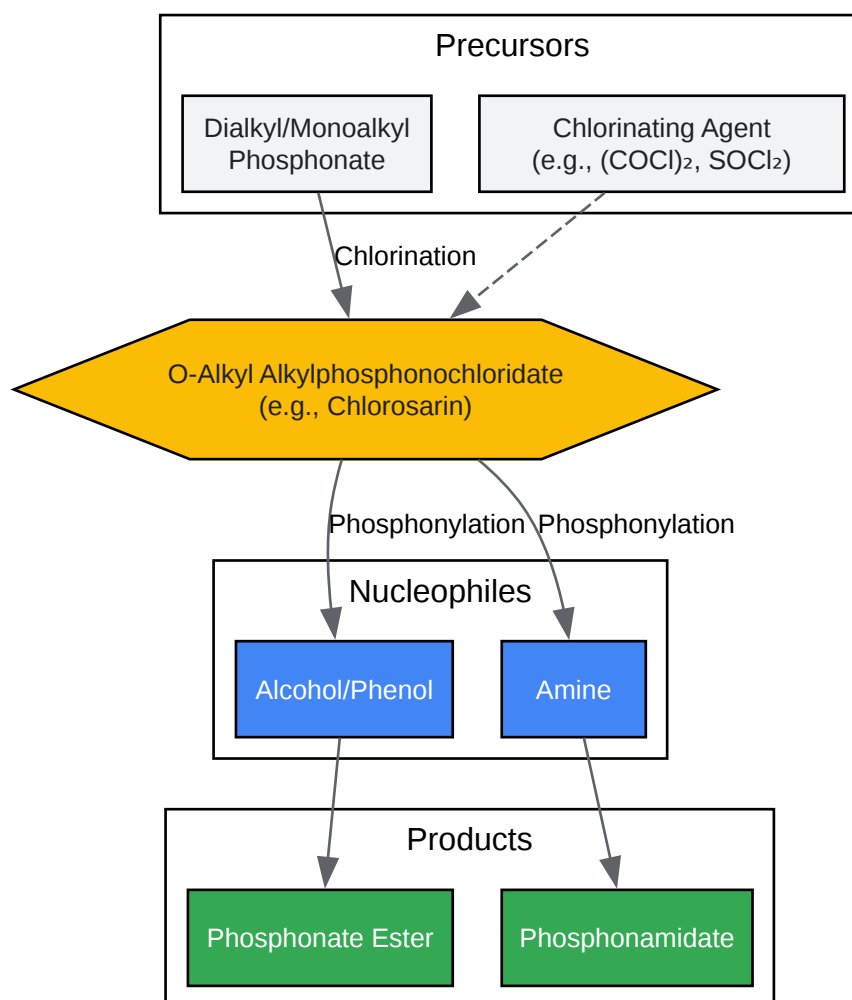 Precursors
Dialkyl/Monoalkyl
Phosphonate
Chlorinating Agent
(e.g., (COCl)₂, SOCl₂)
Chlorination
O-Alkyl Alkylphosphonochloridate
(e.g., Chlorosarin)
Phosphonylation
Phosphonylation
Nucleophiles
Alcohol/Phenol
Amine
Products
Phosphonate Ester
Phosphonamidate